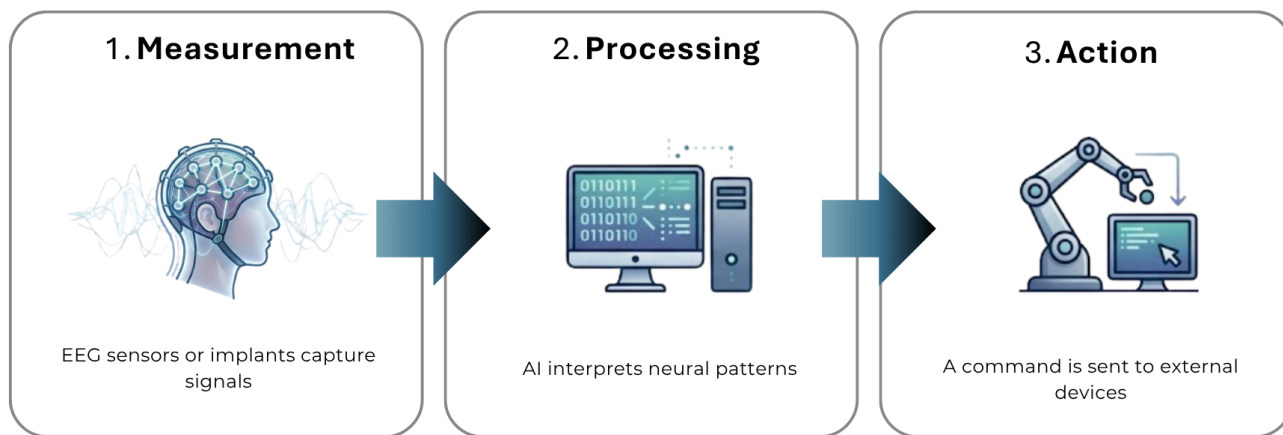 1. Measurement
EEG sensors or implants capture
signals
2. Processing
0110111
0110111
0110110
0110110
AI interprets neural patterns
3. Action
A command is sent to external
devices